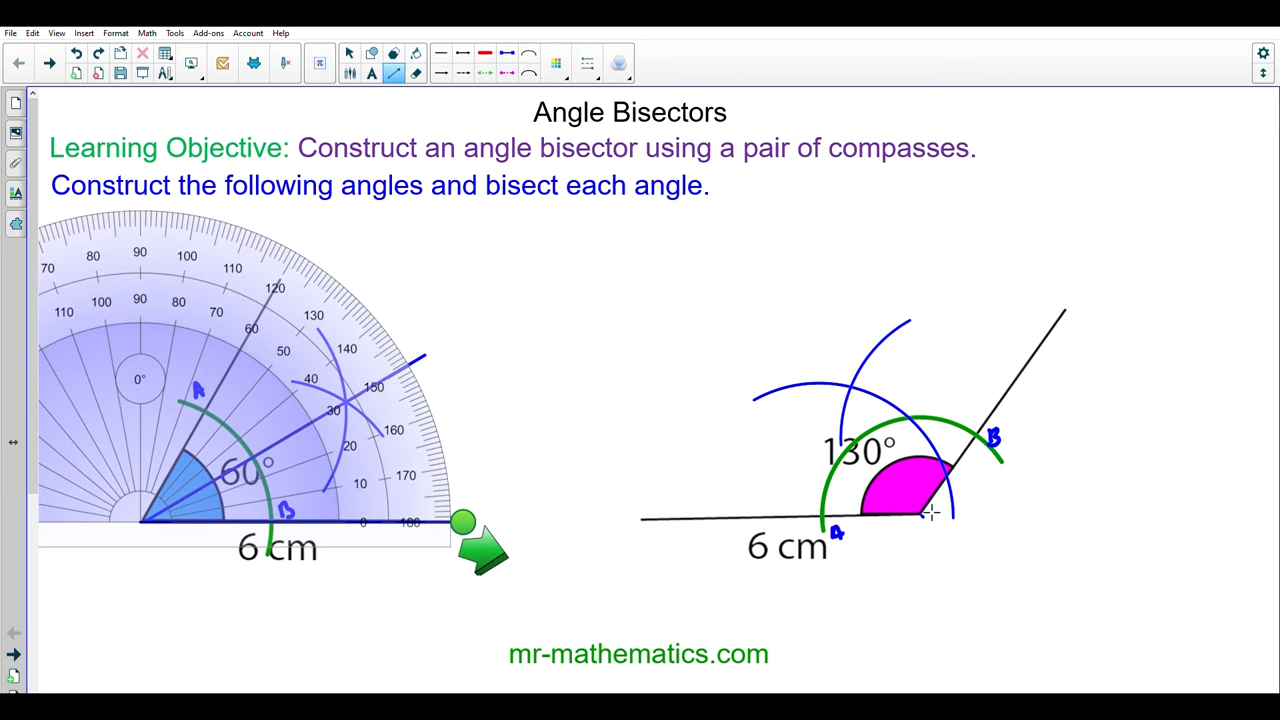 File Edit View Insert Format Math Tools Add-ons Account Help
Angle Bisectors
Learning Objective: Construct an angle bisector using a pair of compasses.
Construct the following angles and bisect each angle.
70 80 90 100 110 120 130 140 150 160 170 180
110 100 90 80 70 60 50 40 30 20 10 0
0°
A
60°
B
6 cm
130°
B
A
6 cm
mr-mathematics.com